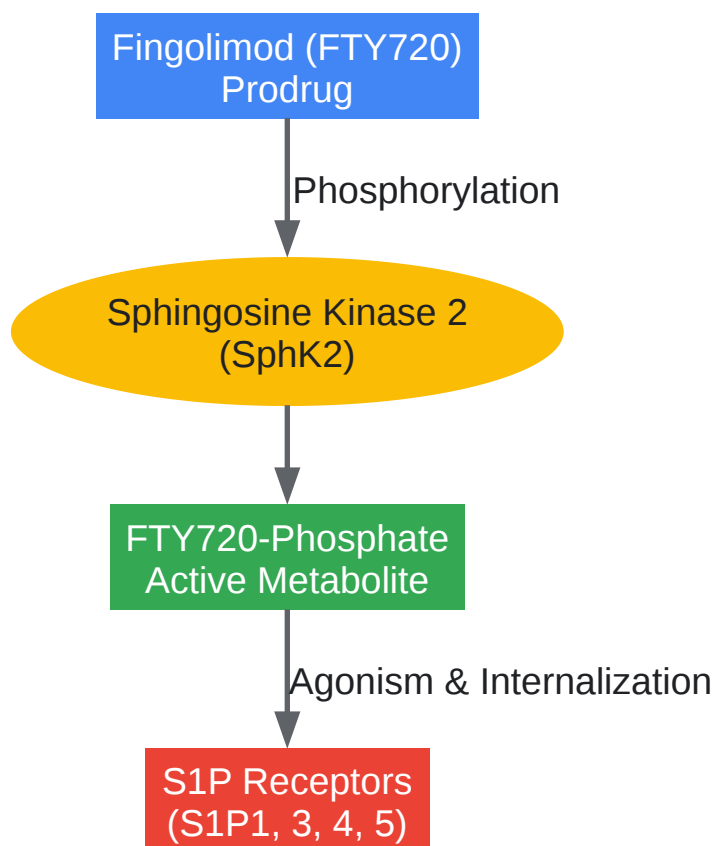 Fingolimod (FTY720)
Prodrug
Phosphorylation
Sphingosine Kinase 2
(SphK2)
FTY720-Phosphate
Active Metabolite
Agonism & Internalization
S1P Receptors
(S1P1, 3, 4, 5)